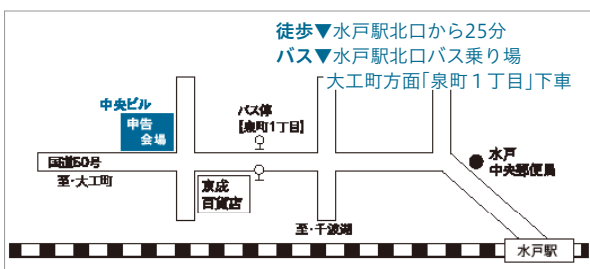 徒歩▼水戸駅北口から25分
バス▼水戸駅北口バス乗り場
大工町方面「泉町１丁目」下車
中央ビル
申告
会場
バス停
【泉町1丁目】
国道50号
至・大工町
京成
百貨店
水戸
中央郵便局
至・千波湖
水戸駅